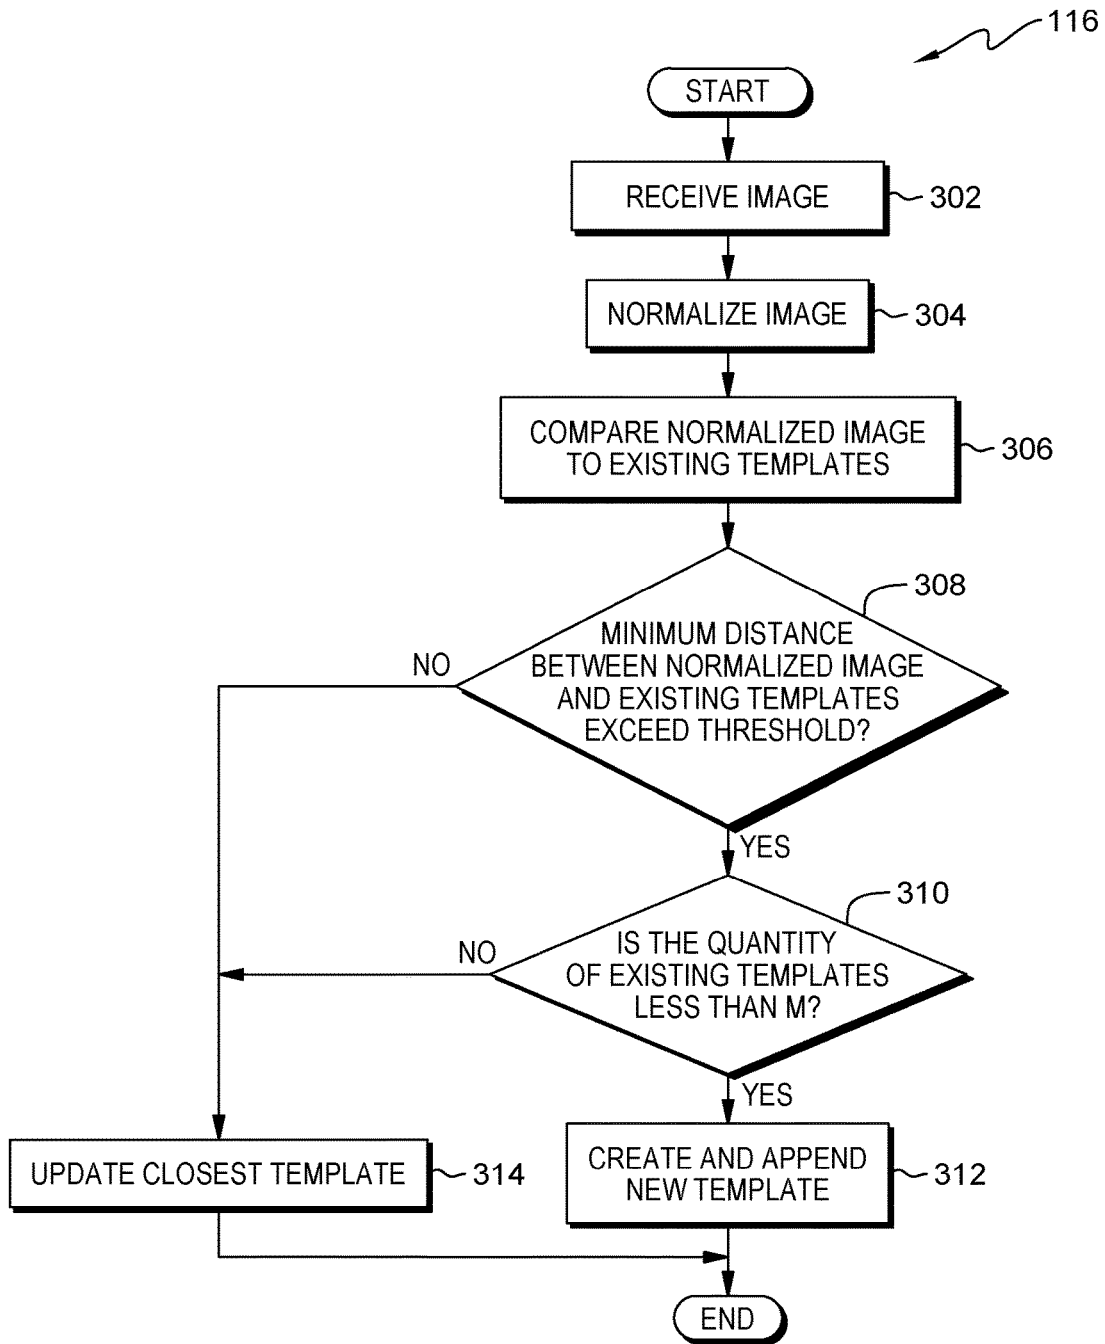 116
START
RECEIVE IMAGE
302
NORMALIZE IMAGE
304
COMPARE NORMALIZED IMAGE
TO EXISTING TEMPLATES
306
308
MINIMUM DISTANCE
BETWEEN NORMALIZED IMAGE
AND EXISTING TEMPLATES
EXCEED THRESHOLD?
NO
YES
310
IS THE QUANTITY
OF EXISTING TEMPLATES
LESS THAN M?
NO
YES
UPDATE CLOSEST TEMPLATE
314
CREATE AND APPEND
NEW TEMPLATE
312
END